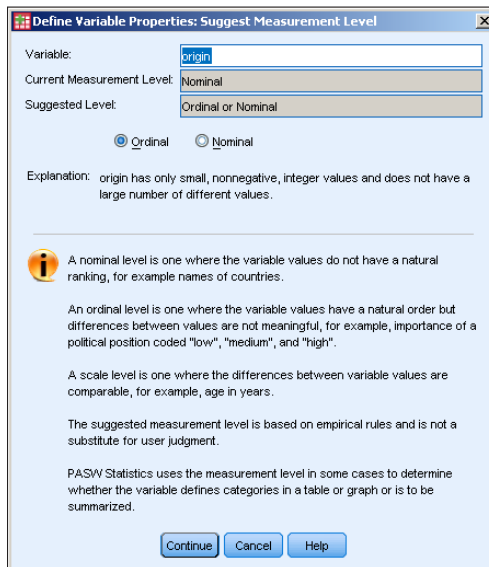 Define Variable Properties: Suggest Measurement Level
Variable: origin
Current Measurement Level: Nominal
Suggested Level: Ordinal or Nominal
Ordinal Nominal
Explanation: origin has only small, nonnegative, integer values and does not have a
large number of different values.
A nominal level is one where the variable values do not have a natural
ranking, for example names of countries.
An ordinal level is one where the variable values have a natural order but
differences between values are not meaningful, for example, importance of a
political position coded "low", "medium", and "high".
A scale level is one where the differences between variable values are
comparable, for example, age in years.
The suggested measurement level is based on empirical rules and is not a
substitute for user judgment.
PASW Statistics uses the measurement level in some cases to determine
whether the variable defines categories in a table or graph or is to be
summarized.
Continue Cancel Help